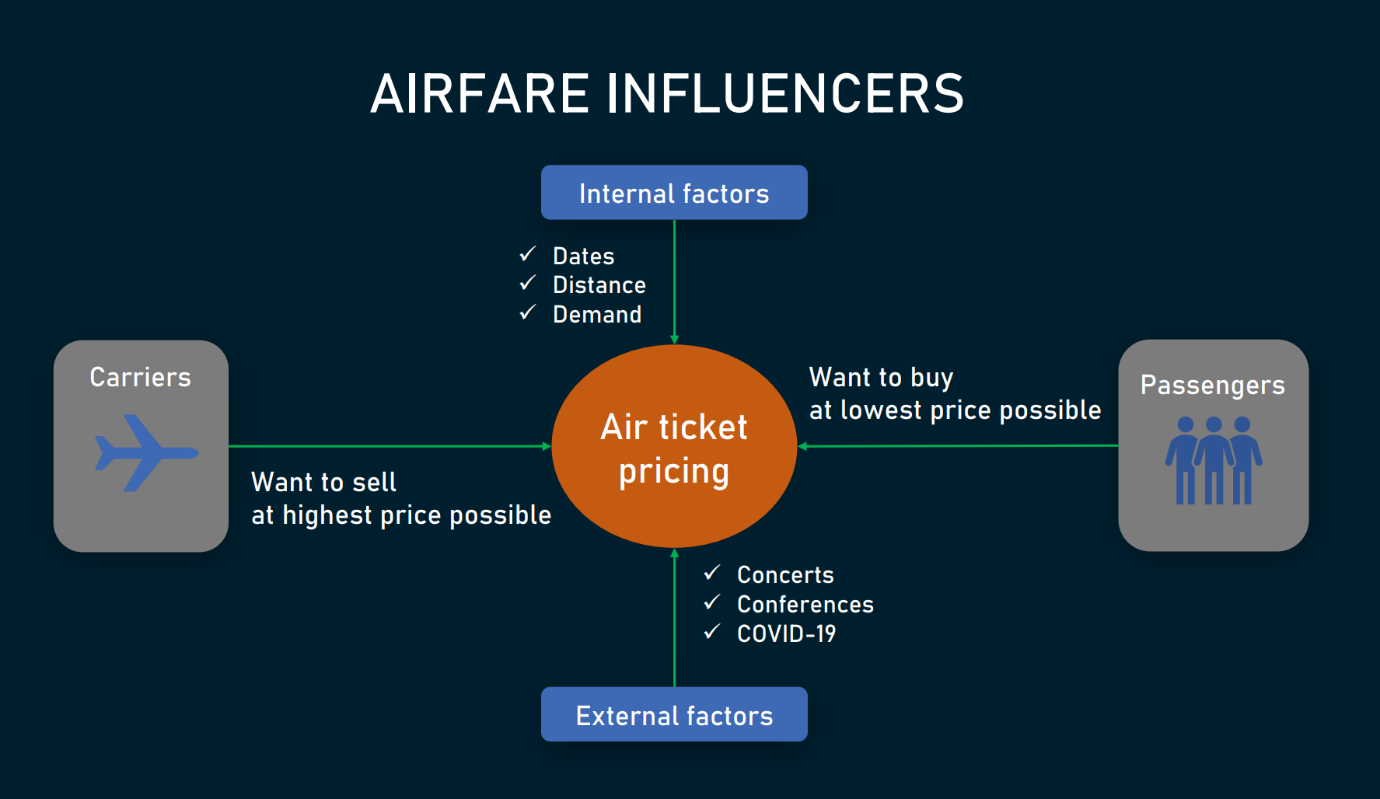 AIRFARE INFLUENCERS
Internal factors
✓ Dates
✓ Distance
✓ Demand
Carriers
Want to sell
at highest price possible
Air ticket
pricing
Want to buy
at lowest price possible
Passengers
✓ Concerts
✓ Conferences
✓ COVID-19
External factors